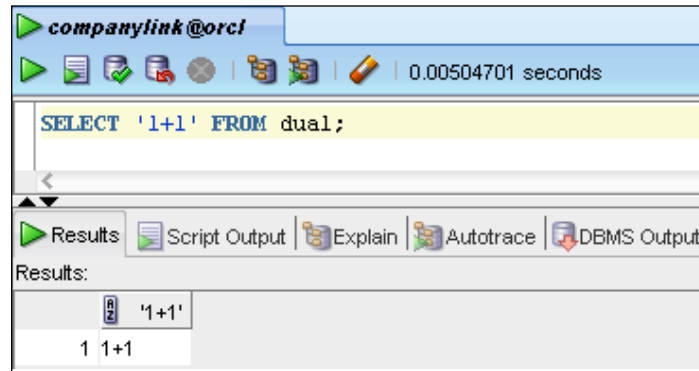 companylink@orcl
0.00504701 seconds
SELECT '1+1' FROM dual;
Results Script Output Explain Autotrace DBMS Output
Results:
A Z '1+1'
1 1+1